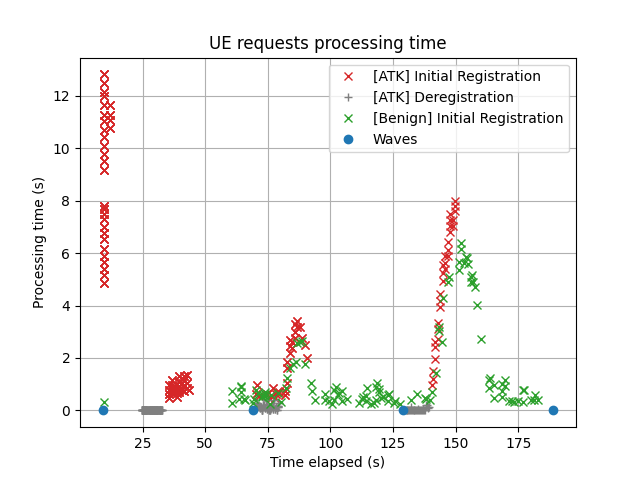 UE requests processing time
[ATK] Initial Registration
[ATK] Deregistration
[Benign] Initial Registration
Waves
Processing time (s)
12
10
8
6
4
2
0
25 50 75 100 125 150 175
Time elapsed (s)